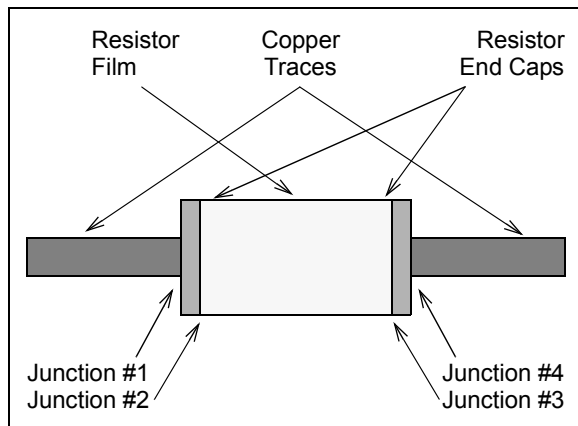 Resistor
Film
Copper
Traces
Resistor
End Caps
Junction #1
Junction #2
Junction #4
Junction #3